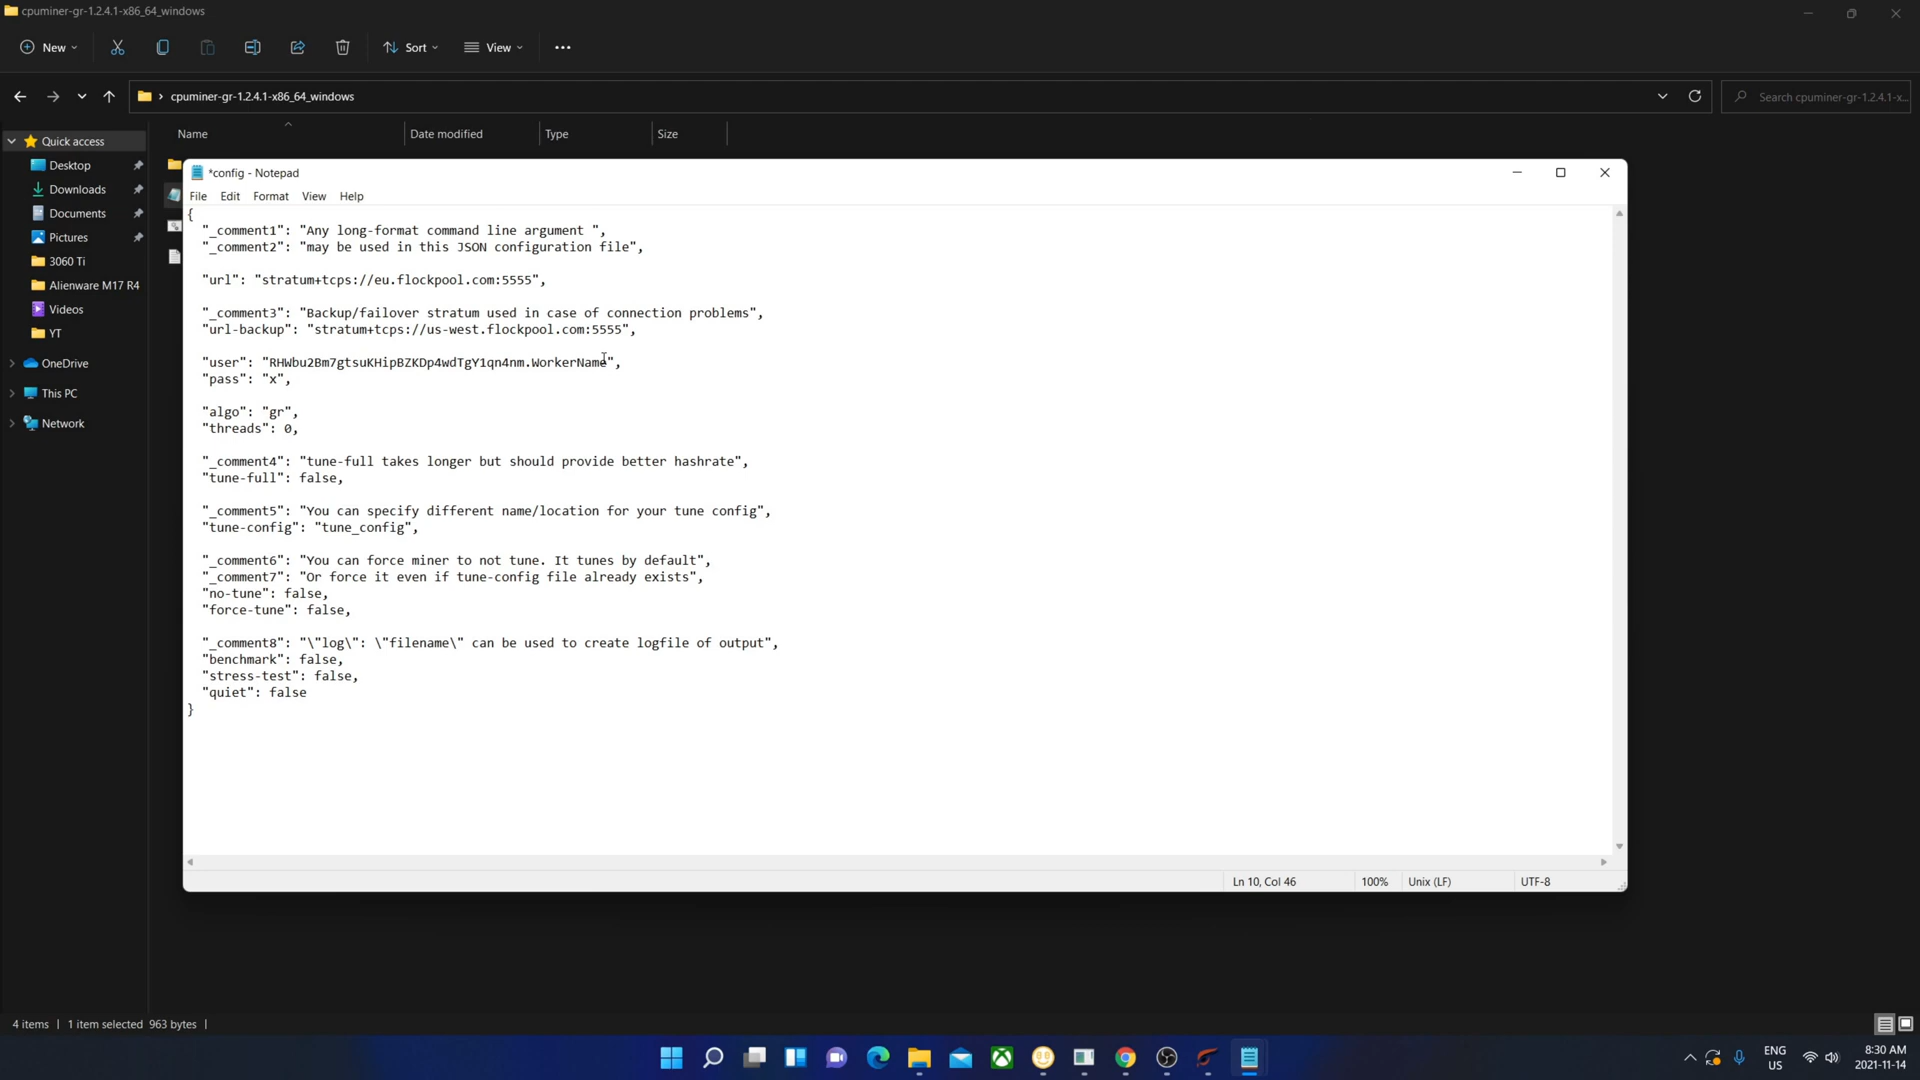 cpuminer-gr-1.2.4.1-x86_64_windows
New
Sort
View
cpuminer-gr-1.2.4.1-x86_64_windows
Search cpuminer-gr-1.2.4.1-x...
Name
Date modified
Type
Size
Quick access
Desktop
Downloads
Documents
Pictures
3060 Ti
Alienware M17 R4
Videos
YT
OneDrive
This PC
Network
*config - Notepad
File Edit Format View Help
{
"_comment1": "Any long-format command line argument ",
"_comment2": "may be used in this JSON configuration file",
"url": "stratum+tcps://eu.flockpool.com:5555",
"_comment3": "Backup/failover stratum used in case of connection problems",
"url-backup": "stratum+tcps://us-west.flockpool.com:5555",
"user": "RHWbu2Bm7gtsuKHipBZKDp4wdTgY1qn4nm.WorkerName",
"pass": "x",
"algo": "gr",
"threads": 0,
"_comment4": "tune-full takes longer but should provide better hashrate",
"tune-full": false,
"_comment5": "You can specify different name/location for your tune config",
"tune-config": "tune_config",
"_comment6": "You can force miner to not tune. It tunes by default",
"_comment7": "Or force it even if tune-config file already exists",
"no-tune": false,
"force-tune": false,
"_comment8": "\"log\": \"filename\" can be used to create logfile of output",
"benchmark": false,
"stress-test": false,
"quiet": false
}
Ln 10, Col 46
100%
Unix (LF)
UTF-8
4 items
1 item selected 963 bytes
ENG
US
8:30 AM
2021-11-14